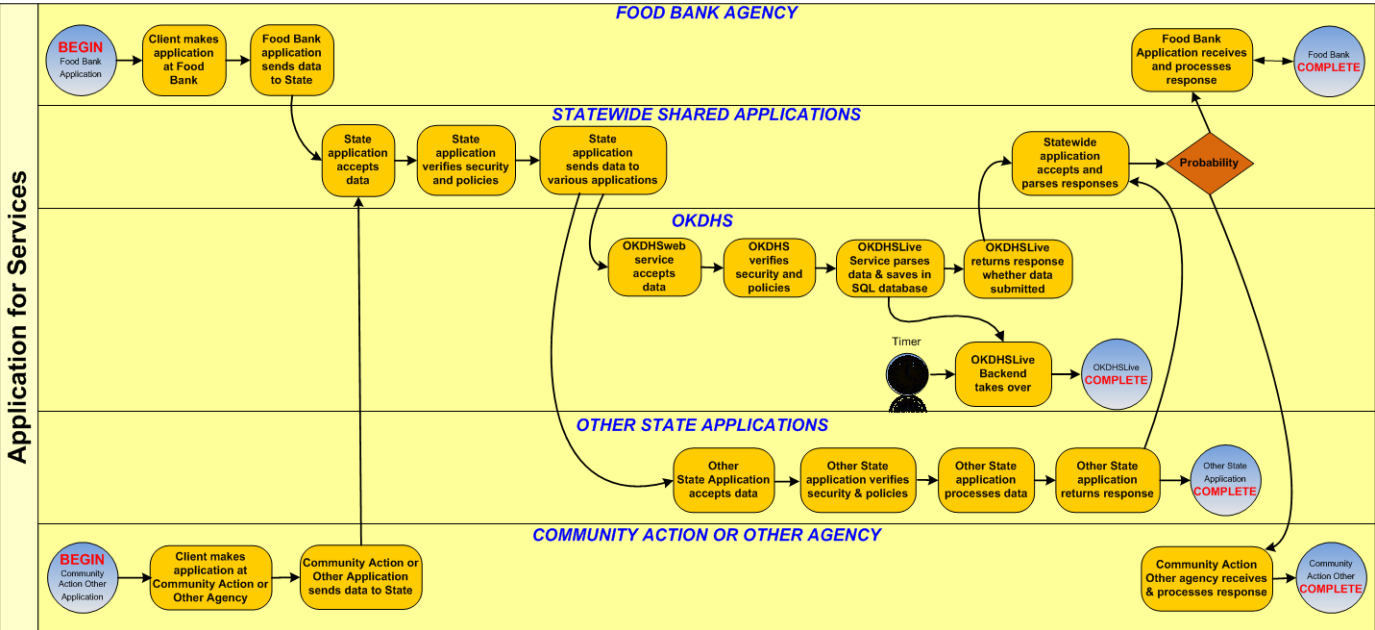 Application for Services
FOOD BANK AGENCY
BEGIN
Food Bank
Application
Client makes
application
at Food
Bank
Food Bank
application
sends data
to State
Food Bank
Application receives
and processes
response
Food Bank
COMPLETE
STATEWIDE SHARED APPLICATIONS
State
application
accepts
data
State
application
verifies security
and policies
State
application
sends data to
various applications
Statewide
application
accepts and
parses responses
Probability
OKDHS
OKDHSweb
service
accepts
data
OKDHS
verifies
security and
policies
OKDHSLive
Service parses
data & saves in
SQL database
OKDHSLive
returns response
whether data
submitted
Timer
OKDHSLive
Backend
takes over
OKDHSLive
COMPLETE
OTHER STATE APPLICATIONS
Other
State Application
accepts data
Other State
application verifies
security & policies
Other State
application
processes data
Other State
application
returns response
Other State
Application
COMPLETE
COMMUNITY ACTION OR OTHER AGENCY
BEGIN
Community
Action Other
Application
Client makes
application at
Community Action or
Other Agency
Community Action or
Other Application
sends data to State
Community Action
Other agency receives
& processes response
Community
Action Other
COMPLETE